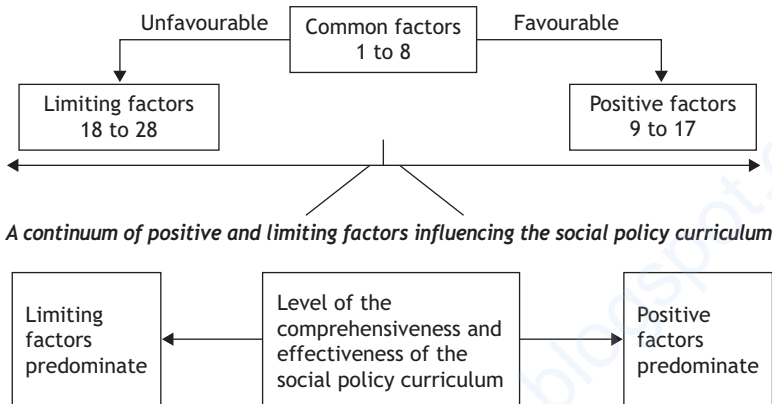 Unfavourable
Common factors
1 to 8
Favourable
Limiting factors
18 to 28
Positive factors
9 to 17
A continuum of positive and limiting factors influencing the social policy curriculum
Limiting
factors
predominate
Level of the
comprehensiveness and
effectiveness of the
social policy curriculum
Positive
factors
predominate
blogspot.